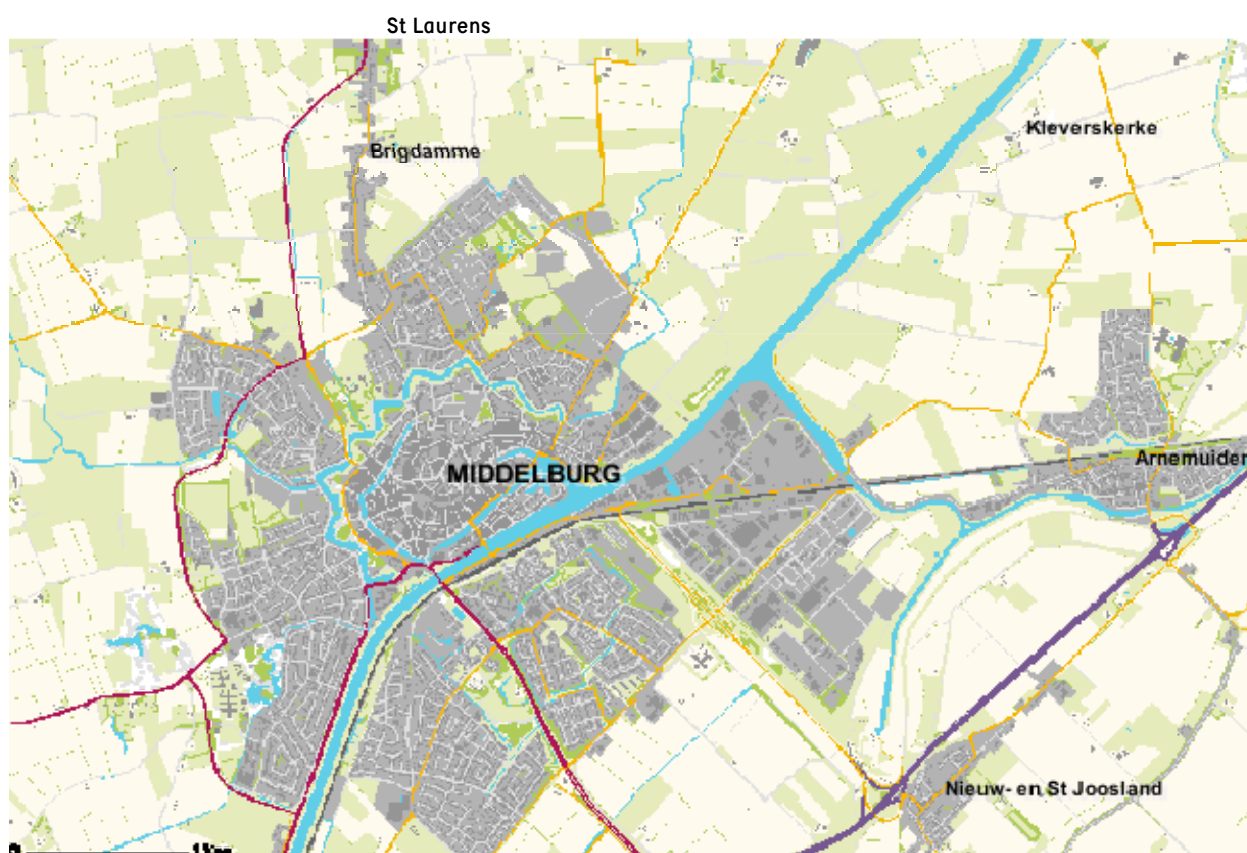 St Laurens
Kleverskerke
Brigdamme
Arnemuiden
MIDDELBURG
Nieuw- en St Joosland